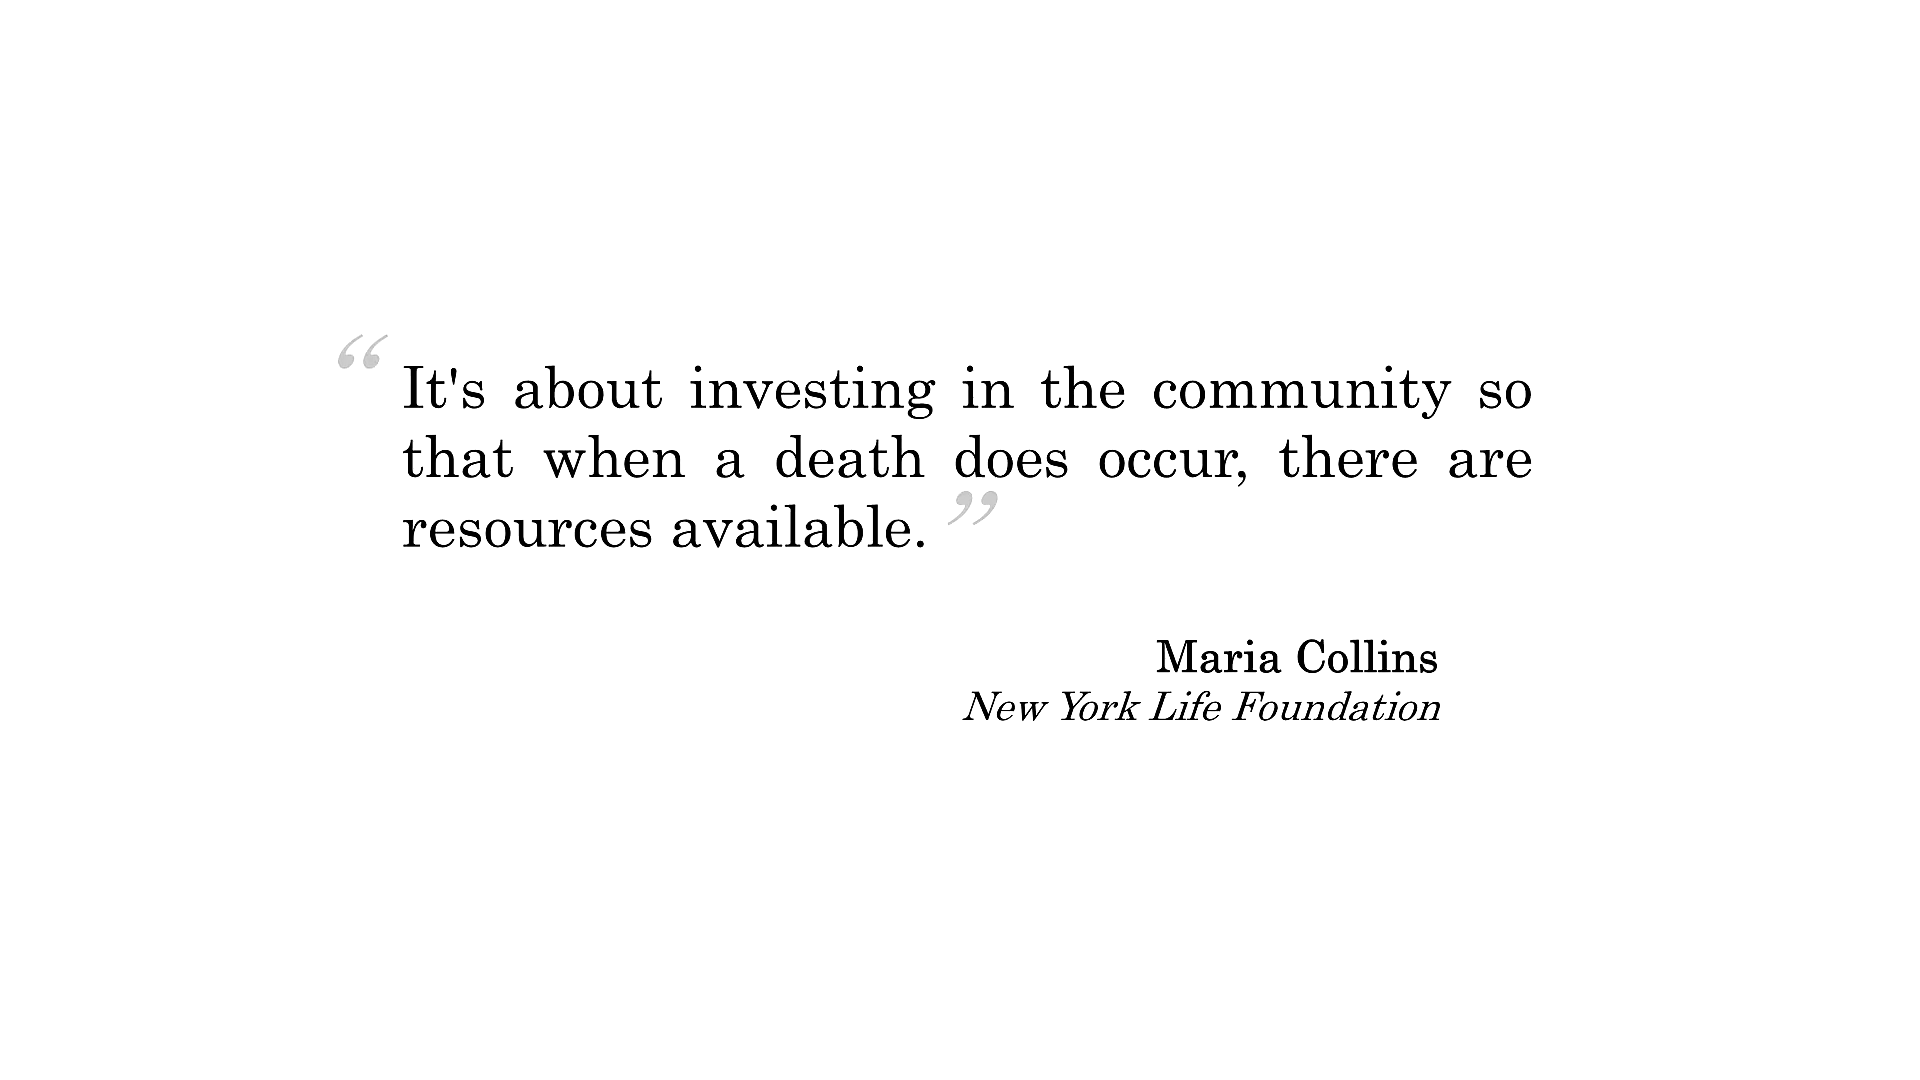 “It's about investing in the community so
that when a death does occur, there are
resources available.”
Maria Collins
New York Life Foundation